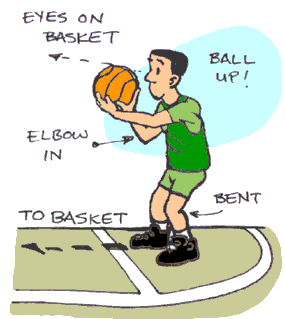 EYES ON
BASKET
BALL
UP!
ELBOW
IN
BENT
TO BASKET